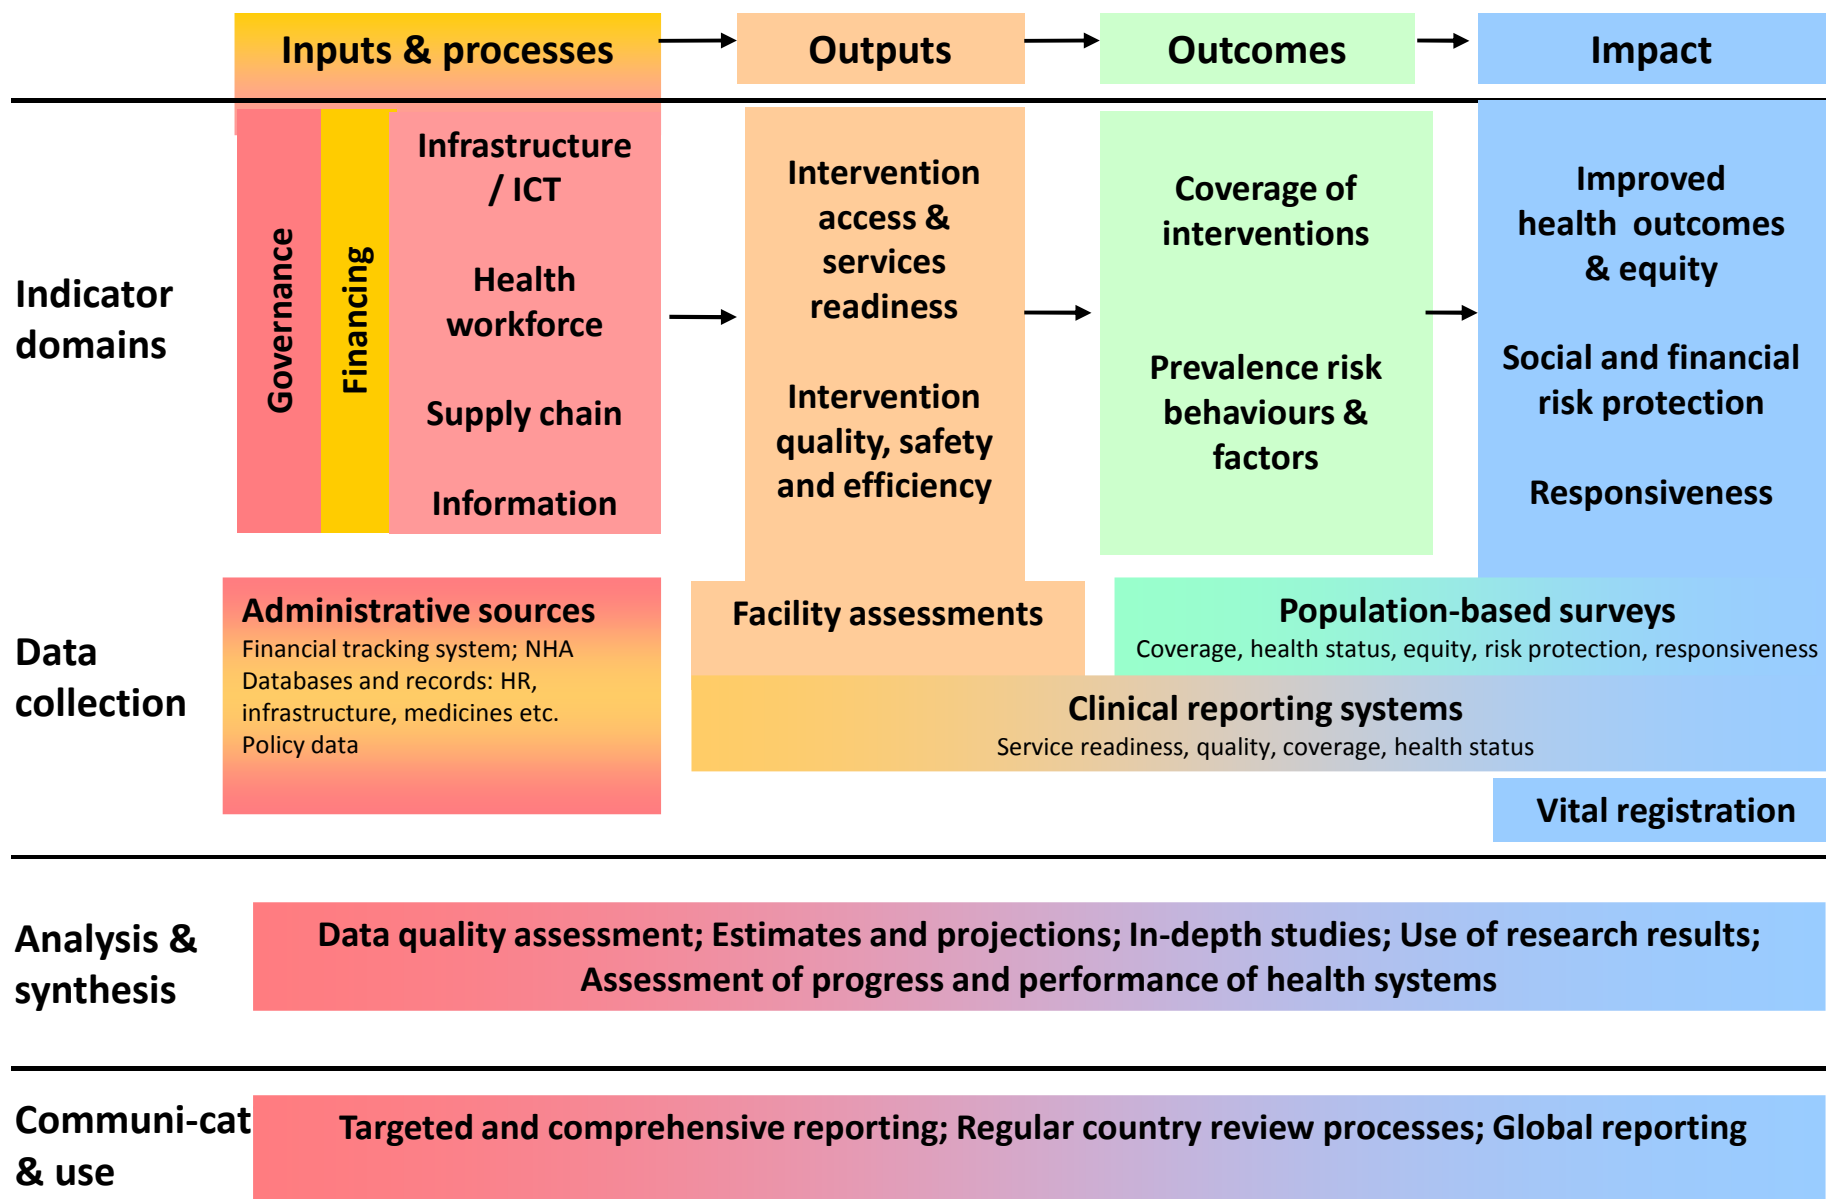 Inputs & processes
Outputs
Outcomes
Impact
Indicator
domains
Governance
Financing
Infrastructure
/ ICT
Health
workforce
Supply chain
Information
Intervention
access &
services
readiness
Intervention
quality, safety
and efficiency
Coverage of
interventions
Prevalence risk
behaviours &
factors
Improved
health outcomes
& equity
Social and financial
risk protection
Responsiveness
Data
collection
Administrative sources
Financial tracking system; NHA
Databases and records: HR,
infrastructure, medicines etc.
Policy data
Facility assessments
Population-based surveys
Coverage, health status, equity, risk protection, responsiveness
Clinical reporting systems
Service readiness, quality, coverage, health status
Vital registration
Analysis &
synthesis
Data quality assessment; Estimates and projections; In-depth studies; Use of research results;
Assessment of progress and performance of health systems
Communi-cat
& use
Targeted and comprehensive reporting; Regular country review processes; Global reporting